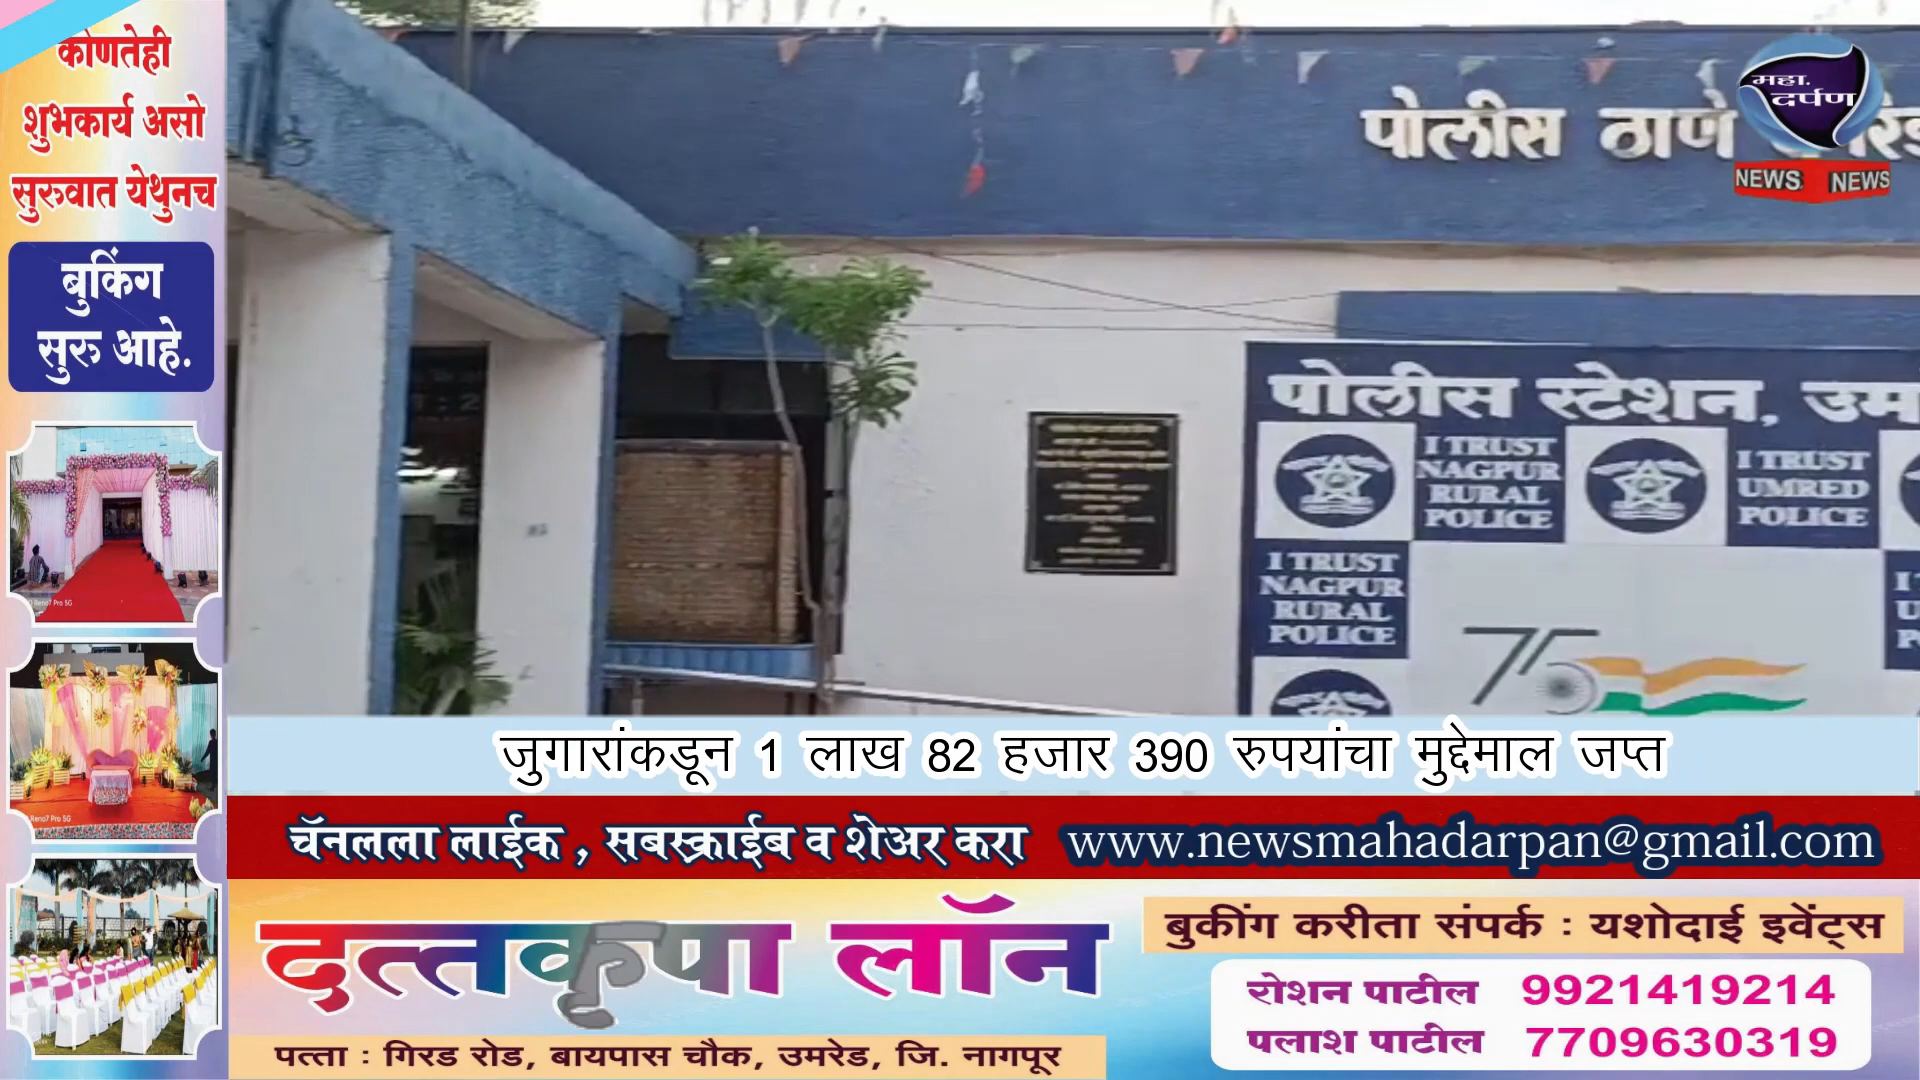 कोणतेही
शुभकार्य असो
सुरुवात येथुनच
बुकिंग
सुरु आहे.
पोलीस ठाणे
महा.
दर्पण
NEWS NEWS
पोलीस स्टेशन, उम
I TRUST
NAGPUR
RURAL
POLICE
I TRUST
UMRED
POLICE
I TRUST
NAGPUR
RURAL
POLICE
75
जुगारांकडून 1 लाख 82 हजार 390 रुपयांचा मुद्देमाल जप्त
चॅनलला लाईक , सबस्क्राईब व शेअर करा www.newsmahadarpan@gmail.com
दत्तकृपा लॉन
पत्ता : गिरड रोड, बायपास चौक, उमरेड, जि. नागपूर
बुकींग करीता संपर्क : यशोदाई इवेंट्स
रोशन पाटील 9921419214
पलाश पाटील 7709630319